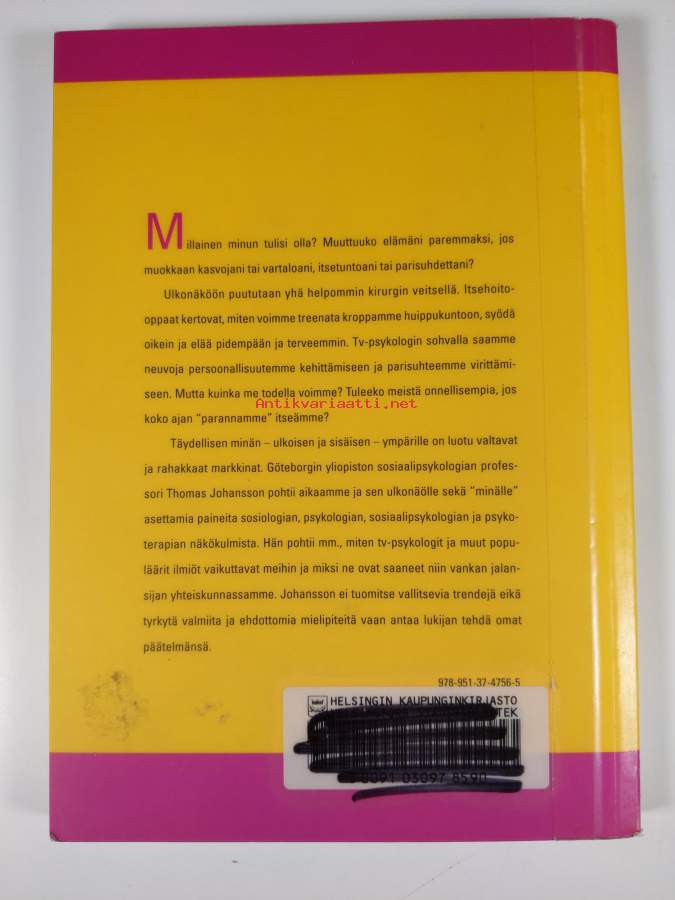 Millainen minun tulisi olla? Muuttuuko elämäni paremmaksi, jos
muokkaan kasvojani tai vartaloani, itsetuntoani tai parisuhdettani?
Ulkonäköön puututaan yhä helpommin kirurgin veitsellä. Itsehoito-
oppaat kertovat, miten voimme treenata kroppamme huippukuntoon, syödä
oikein ja elää pidempään ja terveemmin. Tv-psykologin sohvalla saamme
neuvoja persoonallisuutemme kehittämiseen ja parisuhteemme virittämi-
seen. Mutta kuinka me todella voimme? Tuleeko meistä onnellisempia, jos
Antikvariaatti.net
koko ajan "parannamme" itseämme?
Täydellisen minän – ulkoisen ja sisäisen – ympärille on luotu valtavat
ja rahakkaat markkinat. Göteborgin yliopiston sosiaalipsykologian profes-
sori Thomas Johansson pohtii aikaamme ja sen ulkonäölle sekä "minälle"
asettamia paineita sosiologian, psykologian, sosiaalipsykologian ja psyko-
terapian näkökulmista. Hän pohtii mm., miten tv-psykologit ja muut popu-
läärit ilmiöt vaikuttavat meihin ja miksi ne ovat saaneet niin vankan jalan-
sijan yhteiskunnassamme. Johansson ei tuomitse vallitsevia trendejä eikä
tyrkytä valmiita ja ehdottomia mielipiteitä vaan antaa lukijan tehdä omat
päätelmänsä.
978-951-37-4756-5
HELSINGIN KAUPUNGINKIRJASTO
03097 8590